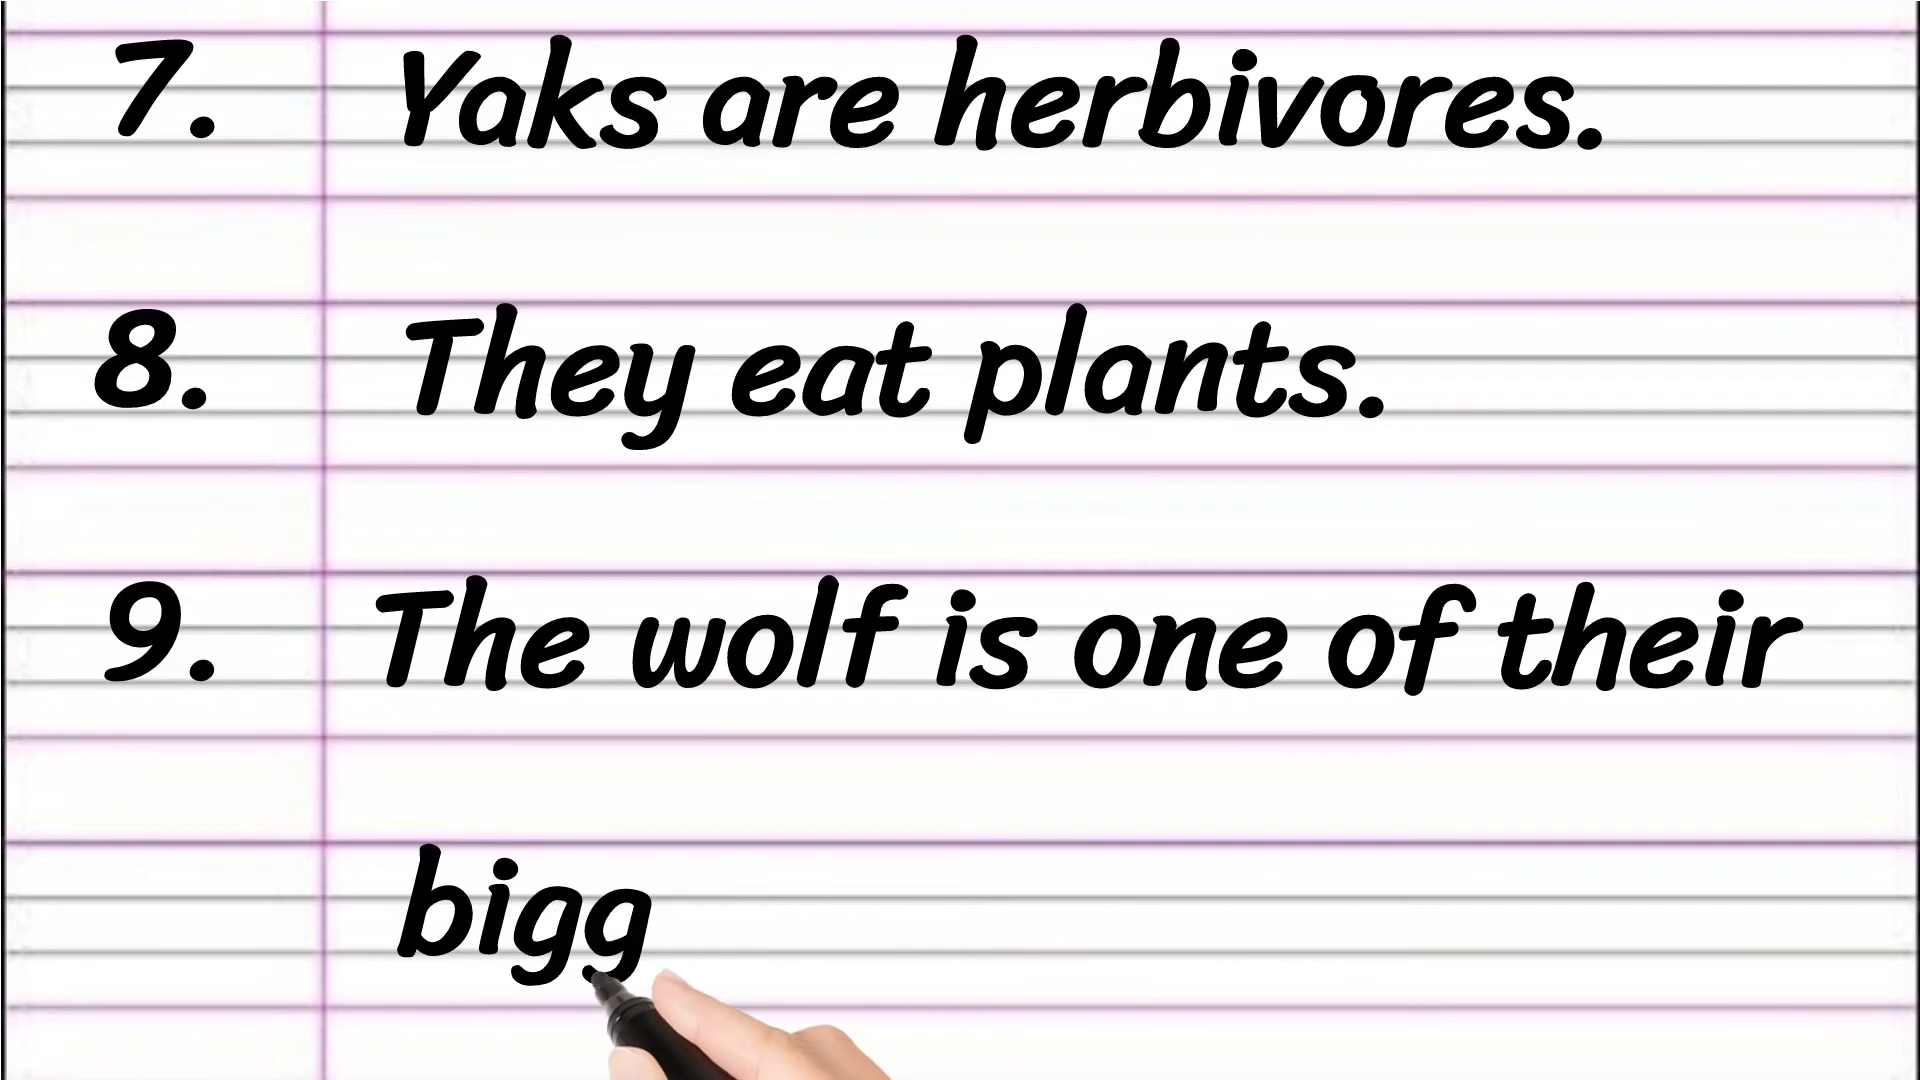 7. Yaks are herbivores.
8. They eat plants.
9. The wolf is one of their
bigg